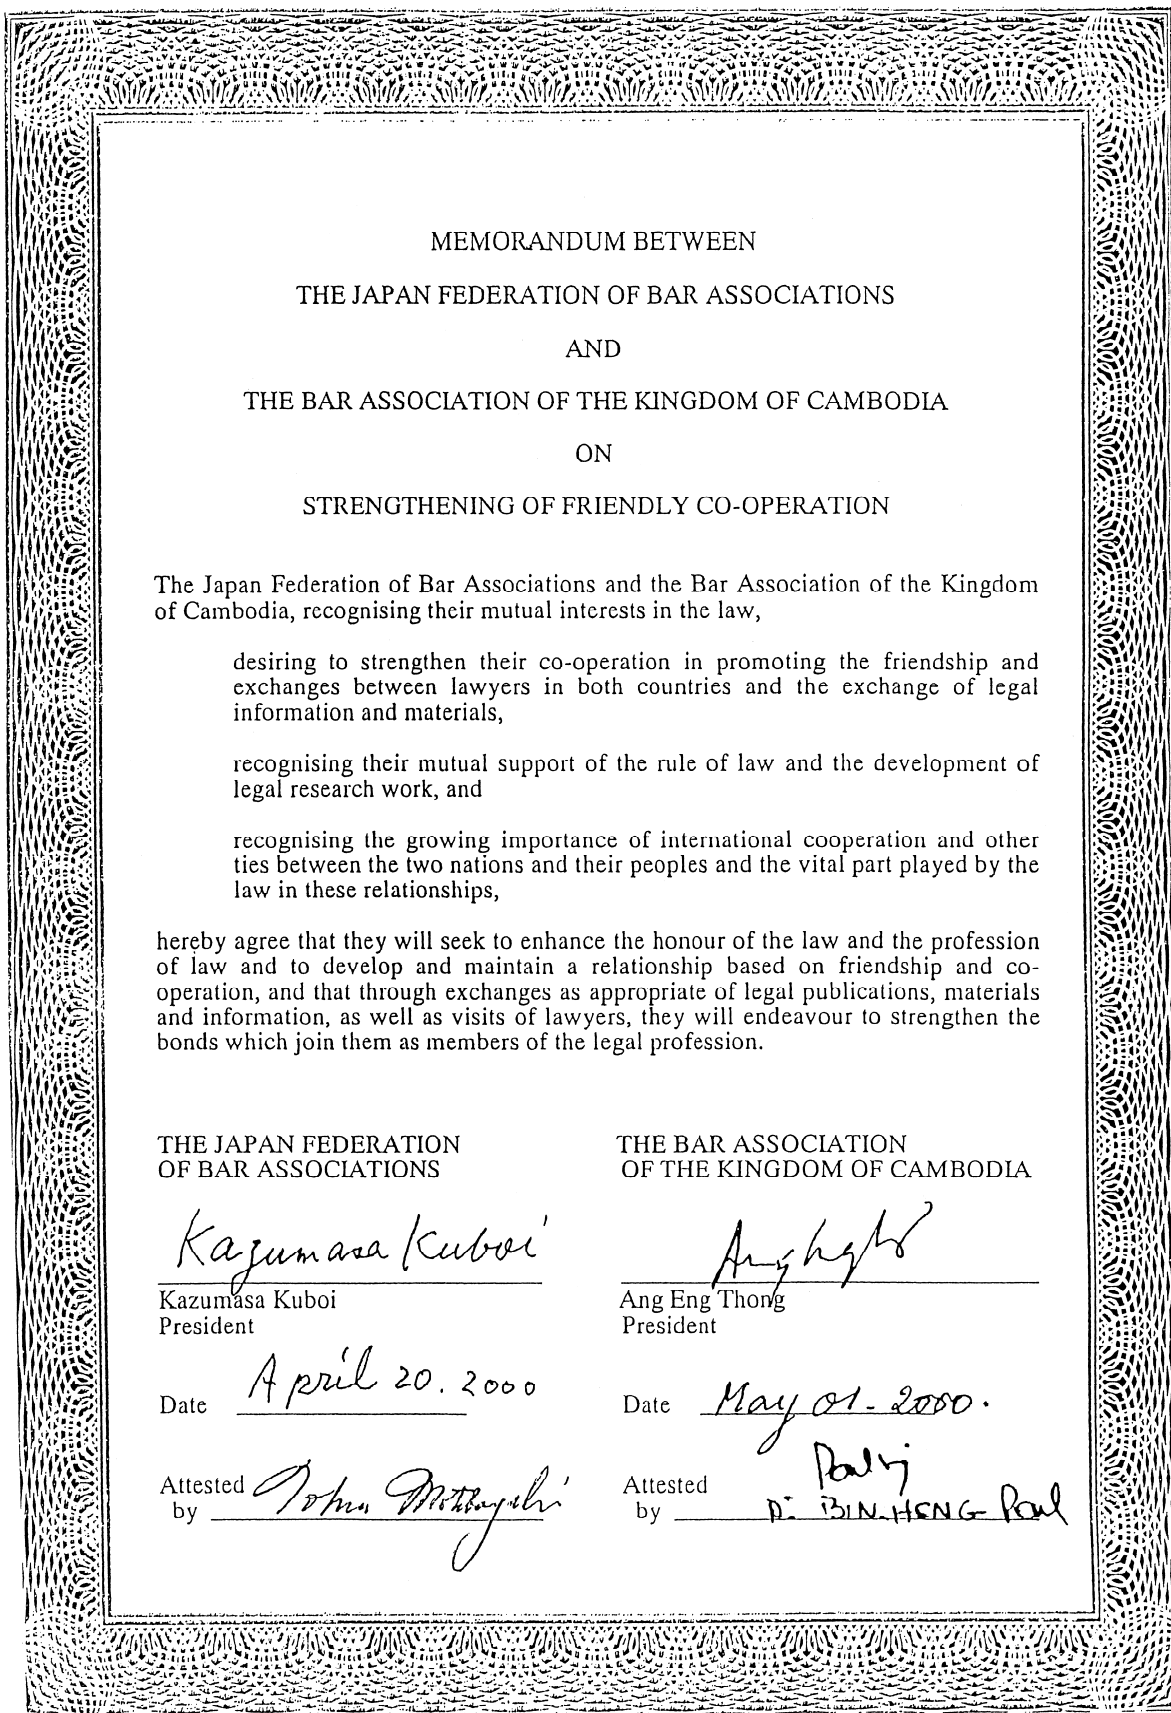 MEMORANDUM BETWEEN
THE JAPAN FEDERATION OF BAR ASSOCIATIONS
AND
THE BAR ASSOCIATION OF THE KINGDOM OF CAMBODIA
ON
STRENGTHENING OF FRIENDLY CO-OPERATION
The Japan Federation of Bar Associations and the Bar Association of the Kingdom
of Cambodia, recognising their mutual interests in the law,
desiring to strengthen their co-operation in promoting the friendship and
exchanges between lawyers in both countries and the exchange of legal
information and materials,
recognising their mutual support of the rule of law and the development of
legal research work, and
recognising the growing importance of international cooperation and other
ties between the two nations and their peoples and the vital part played by the
law in these relationships,
hereby agree that they will seek to enhance the honour of the law and the profession
of law and to develop and maintain a relationship based on friendship and co-
operation, and that through exchanges as appropriate of legal publications, materials
and information, as well as visits of lawyers, they will endeavour to strengthen the
bonds which join them as members of the legal profession.
THE JAPAN FEDERATION
OF BAR ASSOCIATIONS
Kazumasa Kuboi
Kazumasa Kuboi
President
Date April 20. 2000
Attested
by
THE BAR ASSOCIATION
OF THE KINGDOM OF CAMBODIA
Ang Eng Thong
President
Date May 01-2000.
Attested
by BIN.HENG